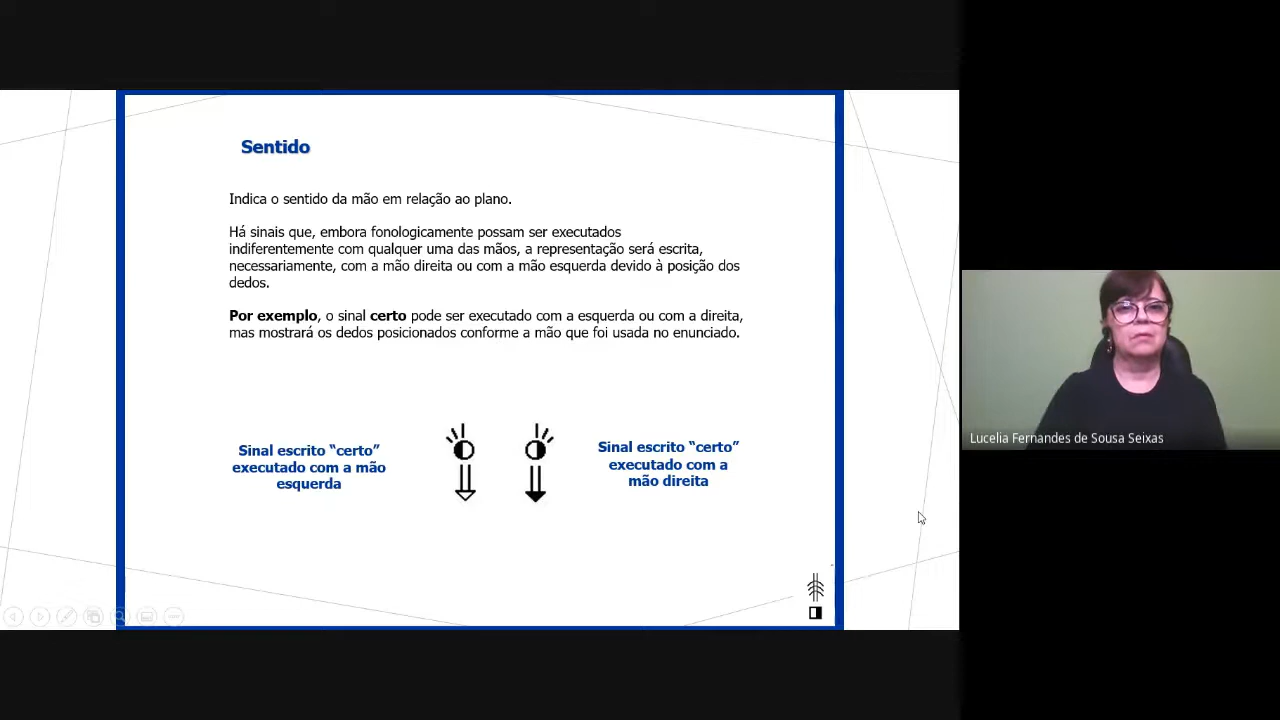 Sentido
Indica o sentido da mão em relação ao plano.
Há sinais que, embora fonologicamente possam ser executados
indiferentemente com qualquer uma das mãos, a representação será escrita,
necessariamente, com a mão direita ou com a mão esquerda devido à posição dos
dedos.
Por exemplo, o sinal certo pode ser executado com a esquerda ou com a direita,
mas mostrará os dedos posicionados conforme a mão que foi usada no enunciado.
Sinal escrito “certo”
executado com a mão
esquerda
Sinal escrito “certo”
executado com a
mão direita
Lucelia Fernandes de Sousa Seixas